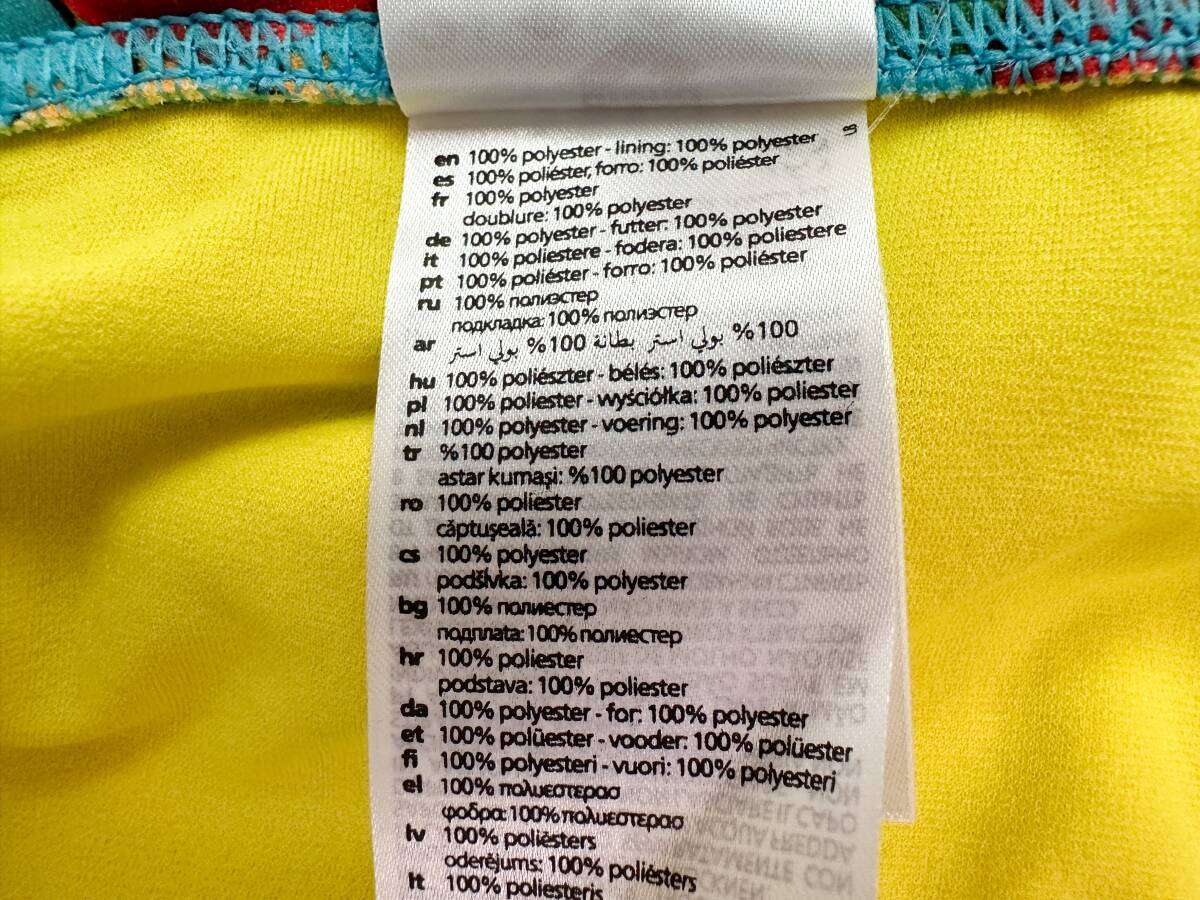 en 100% polyester - lining: 100% polyester
es 100% poliéster, forro: 100% poliéster
fr 100% polyester
doublure: 100% polyester
de 100% polyester - futter: 100% polyester
it 100% poliestere - fodera: 100% poliestere
pt 100% poliéster - forro: 100% poliéster
ru 100% полиэстер
подкладка: 100% полиэстер
ar %100 بولي استر بطانة %100 بولي استر
hu 100% poliészter - bélés: 100% poliészter
pl 100% poliester - wyściółka: 100% poliester
nl 100% polyester - voering: 100% polyester
tr %100 polyester
astar kumaşi: %100 polyester
ro 100% poliester
căptuşeală: 100% poliester
cs 100% polyester
podšívka: 100% polyester
bg 100% полиестер
подплата: 100% полиестер
hr 100% poliester
podstava: 100% poliester
da 100% polyester - for: 100% polyester
et 100% polüester - vooder: 100% polüester
fi 100% polyesteri - vuori: 100% polyesteri
el 100% πολυεστερασ
φοδρα: 100% πολυεστερασ
lv 100% poliësters
oderējums: 100% poliësters
lt 100% poliesteris